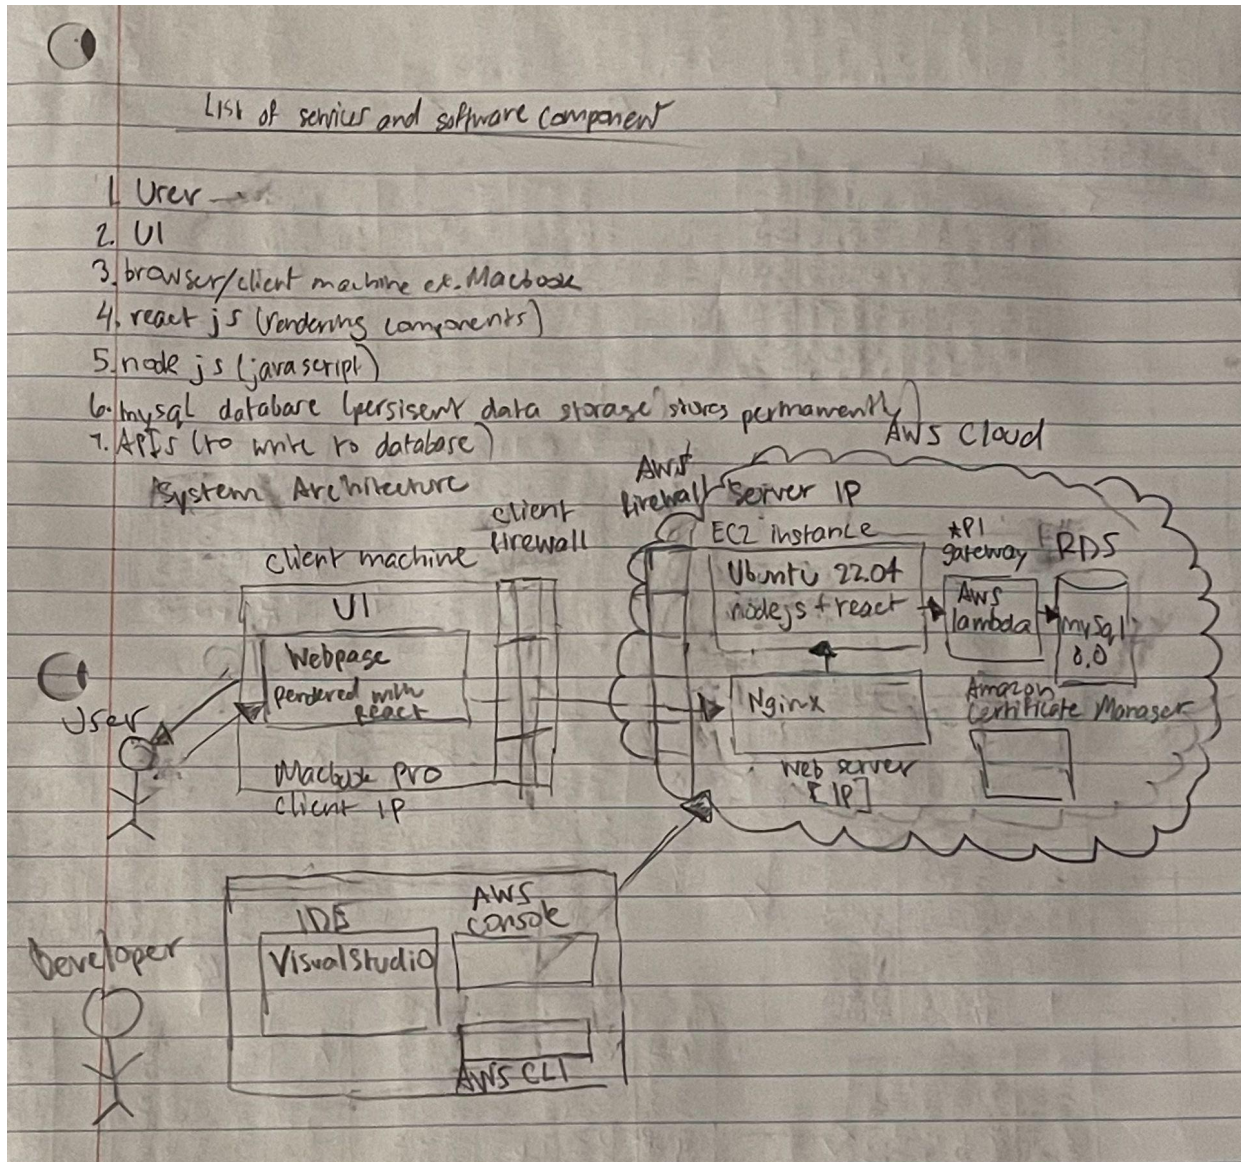 List of services and software component
1. User
2. UI
3. browser/client machine ex. Macbook
4. react js (rendering components)
5. node js (javascript)
6. mysql database (persisent data storage stores permanently)
7. APIs (to write to database)
System Architecture
AWS Cloud
Client machine
Client firewall
AWS firewall
Server IP
EC2 instance
Ubuntu 22.04
nodejs + react
API gateway
AWS lambda
RDS
mysql
8.0
UI
Webpage
rendered with
react
Macbook Pro
Client IP
User
Nginx
Web server
[IP]
Amazon
Certificate Manager
Developer
IDE
VisualStudio
AWS
Console
AWS CLI